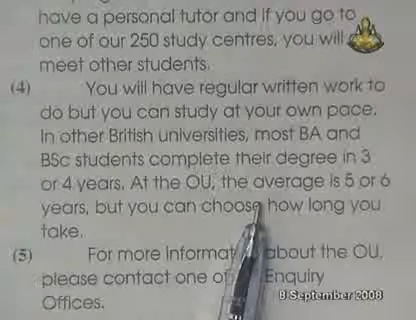 have a personal tutor and if you go to
one of our 250 study centres, you will
meet other students.
(4) You will have regular written work to
do but you can study at your own pace.
In other British universities, most BA and
BSc students complete their degree in 3
or 4 years. At the OU, the average is 5 or 6
years, but you can choose how long you
take.
(5) For more informat about the OU,
please contact one of Enquiry
Offices.
8 September 2008